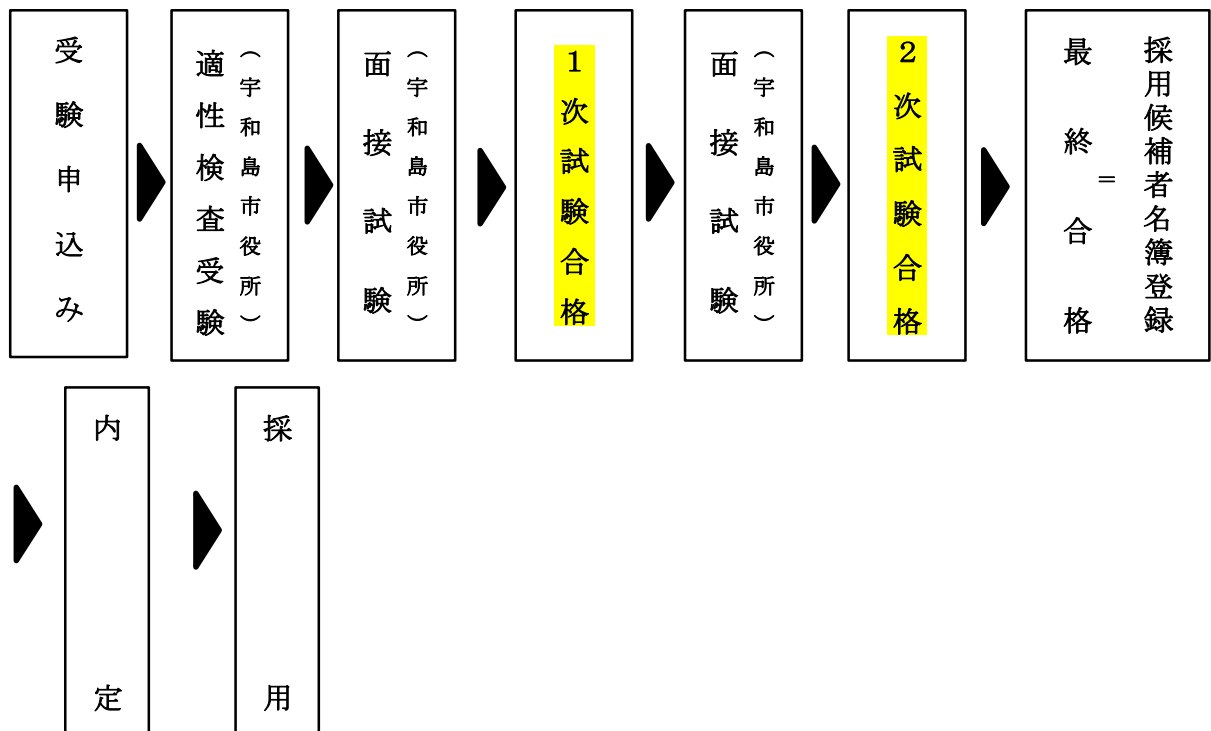 受験申込み
適性検査受験
（宇和島市役所）
面接試験
（宇和島市役所）
1次試験合格
面接試験
（宇和島市役所）
2次試験合格
採用候補者名簿登録
＝
最終合格
内定
採用